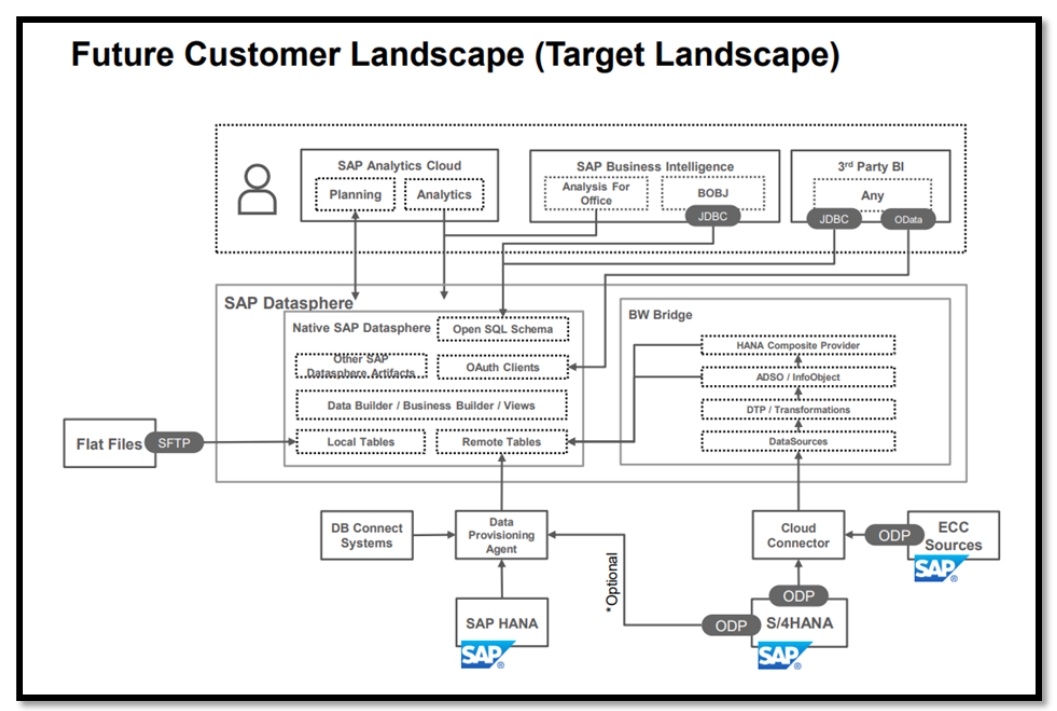 Future Customer Landscape (Target Landscape)
SAP Analytics Cloud
Planning
Analytics
SAP Business Intelligence
Analysis For
Office
BOBJ
JDBC
3rd Party BI
Any
JDBC
OData
SAP Datasphere
Native SAP Datasphere
Open SQL Schema
Other SAP
Datasphere Artifacts
OAuth Clients
Data Builder / Business Builder / Views
Local Tables
Remote Tables
BW Bridge
HANA Composite Provider
ADSO / InfoObject
DTP / Transformations
DataSources
Flat Files
SFTP
DB Connect
Systems
Data
Provisioning
Agent
*Optional
Cloud
Connector
ODP
ECC
Sources
SAP®
SAP HANA
SAP®
ODP
ODP
S/4HANA
SAP®